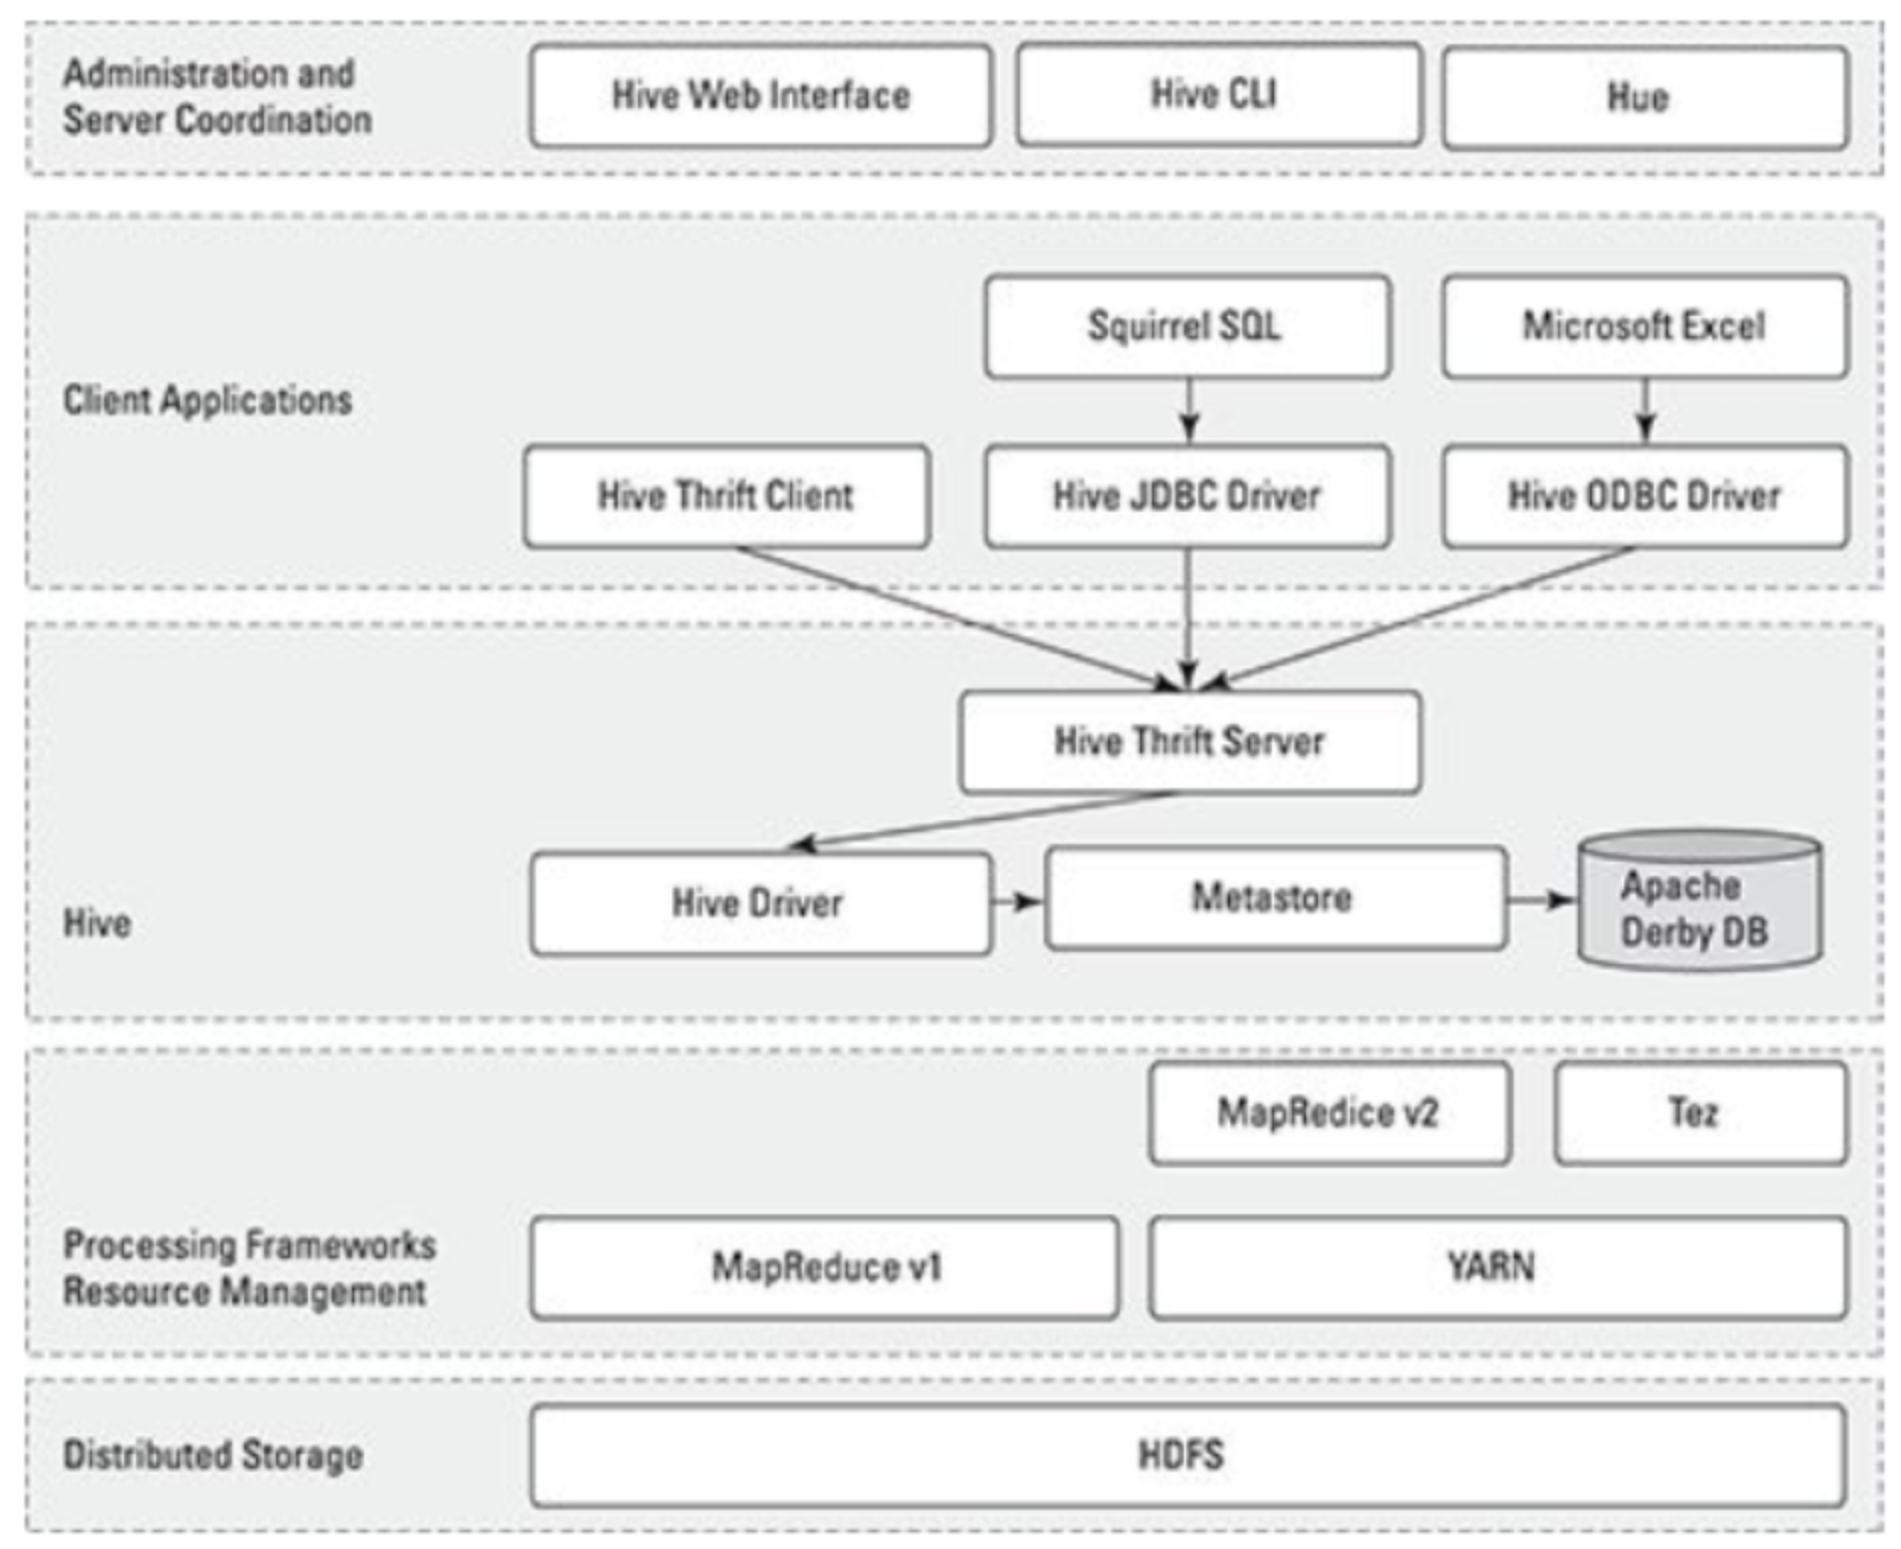 Administration and
Server Coordination
Hive Web Interface
Hive CLI
Hue
Client Applications
Squirrel SQL
Microsoft Excel
Hive Thrift Client
Hive JDBC Driver
Hive ODBC Driver
Hive
Hive Thrift Server
Hive Driver
Metastore
Apache
Derby DB
Processing Frameworks
Resource Management
MapRedice v2
Tez
MapReduce v1
YARN
Distributed Storage
HDFS